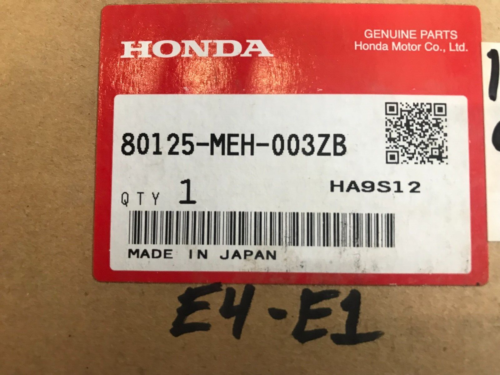 HONDA
GENUINE PARTS
Honda Motor Co., Ltd.
80125-MEH-003ZB
QTY 1
HA9S12
MADE IN JAPAN
E4-E1